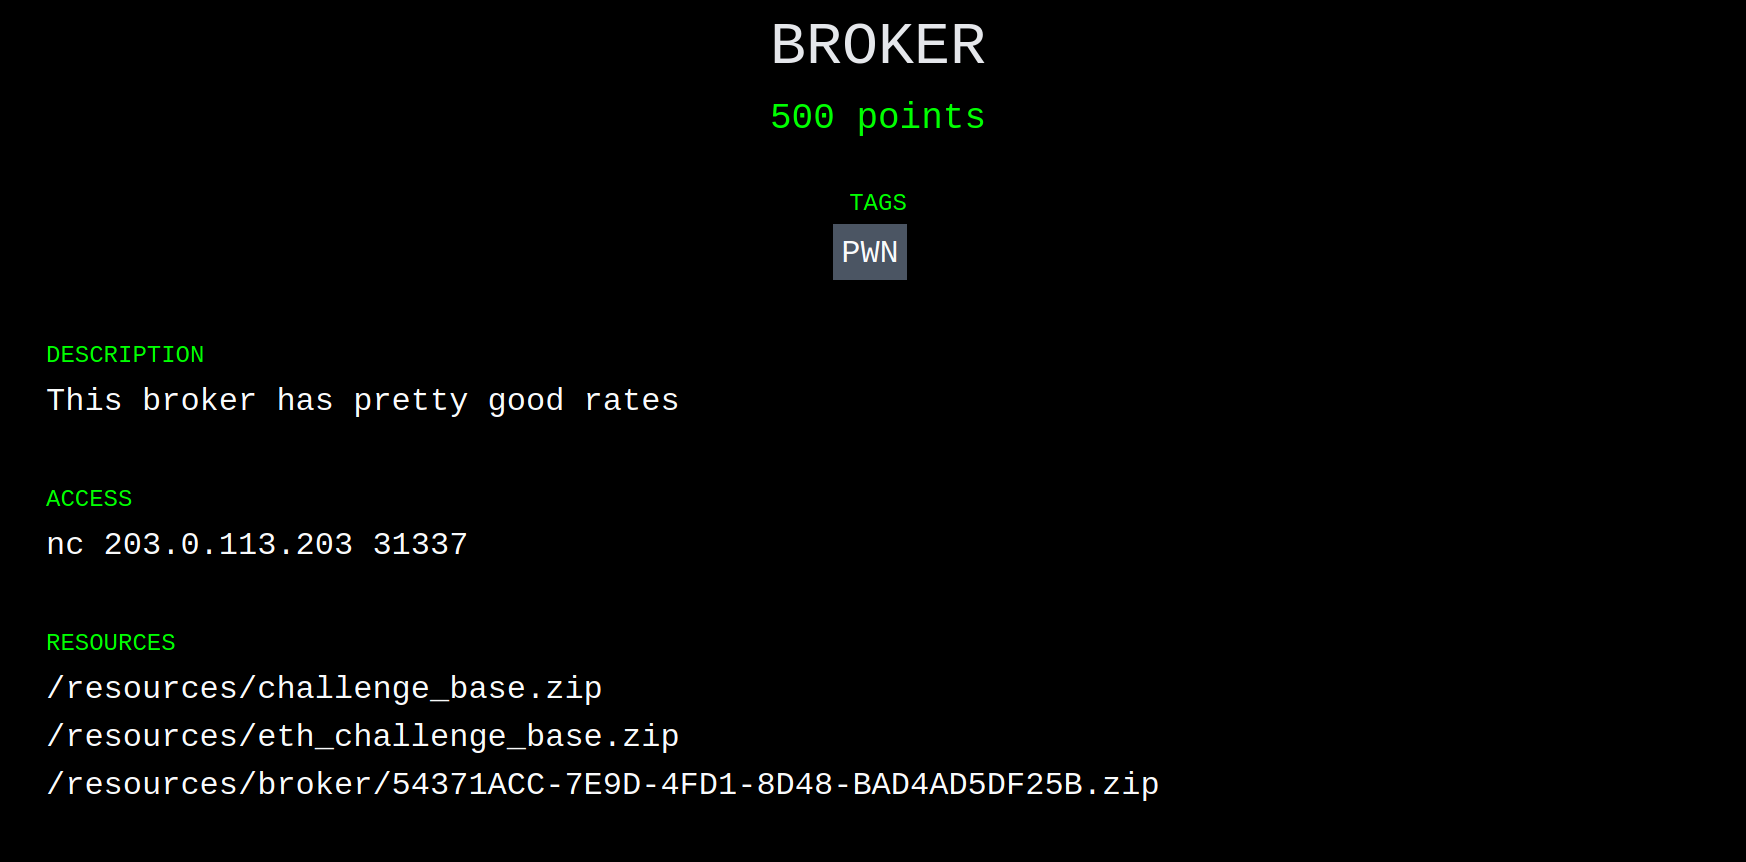 BROKER
500 points
TAGS
PWN
DESCRIPTION
This broker has pretty good rates
ACCESS
nc 203.0.113.203 31337
RESOURCES
/resources/challenge_base.zip
/resources/eth_challenge_base.zip
/resources/broker/54371ACC-7E9D-4FD1-8D48-BAD4AD5DF25B.zip